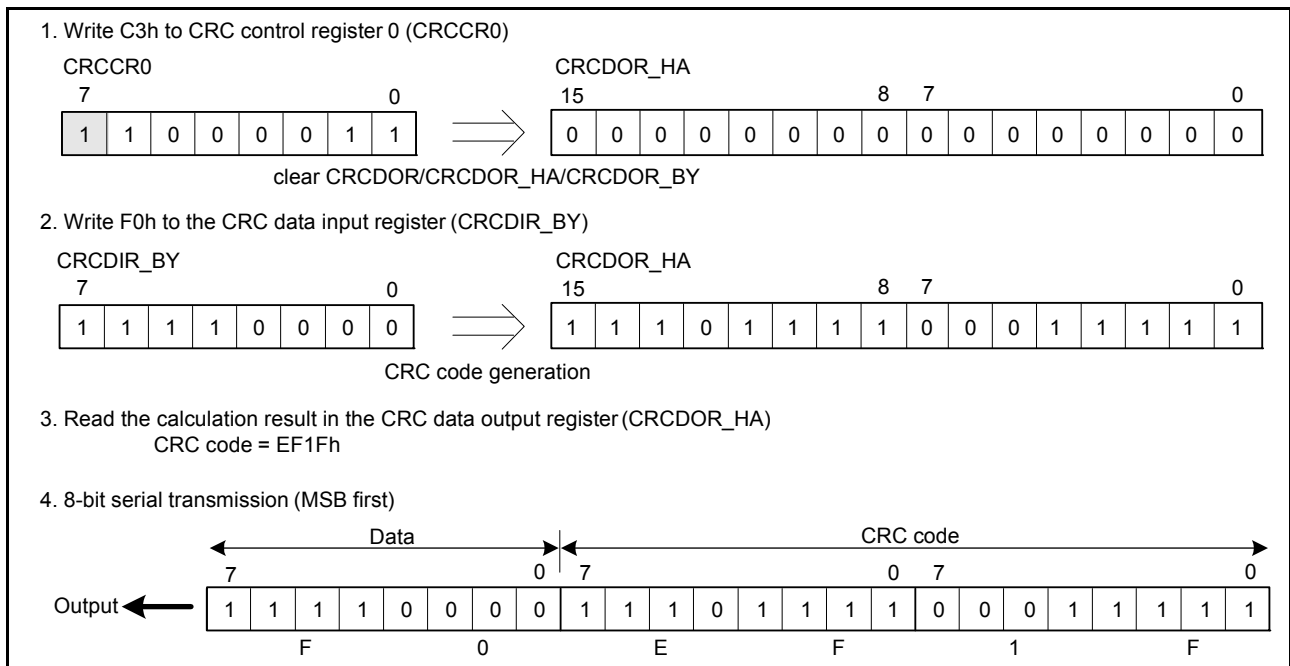 1. Write C3h to CRC control register 0 (CRCCR0)
CRCCR0 CRCDOR_HA
7 0 15 8 7 0
1 1 0 0 0 0 1 1 0 0 0 0 0 0 0 0 0 0 0 0 0 0 0 0
clear CRCDOR/CRCDOR_HA/CRCDOR_BY
2. Write F0h to the CRC data input register (CRCDIR_BY)
CRCDIR_BY CRCDOR_HA
7 0 15 8 7 0
1 1 1 1 0 0 0 0 1 1 1 0 1 1 1 1 0 0 0 1 1 1 1 1
CRC code generation
3. Read the calculation result in the CRC data output register (CRCDOR_HA)
CRC code = EF1Fh
4. 8-bit serial transmission (MSB first)
Data CRC code
7 0 7 0 7 0
Output 1 1 1 1 0 0 0 0 1 1 1 0 1 1 1 1 0 0 0 1 1 1 1 1
F 0 E F 1 F